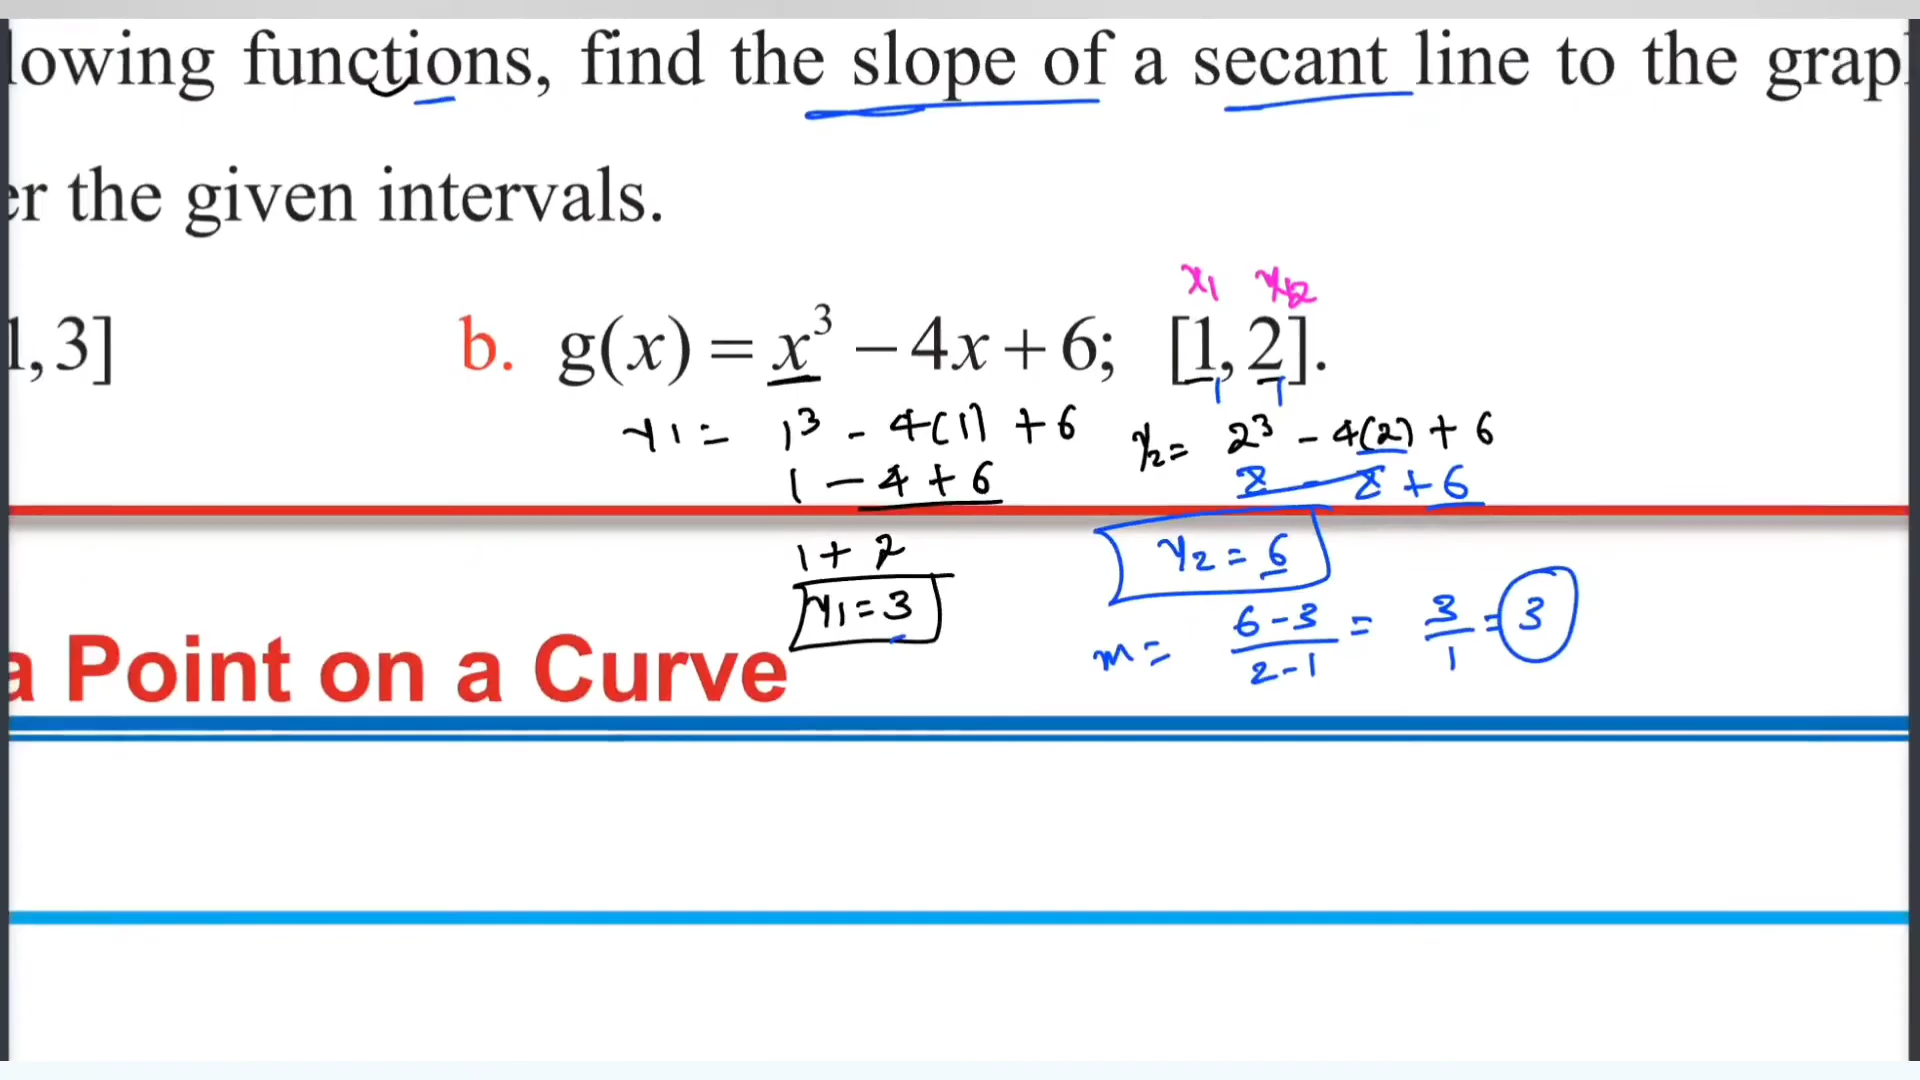 lowing functions, find the slope of a secant line to the grap
er the given intervals.
x1 x2
1,3]
b. g(x) = x³ − 4x + 6; [1, 2].
y1 = 1³ - 4(1) + 6
y2 = 2³ - 4(2) + 6
1 - 4 + 6
8 - 8 + 6
1 + 2
y2 = 6
y1 = 3
m = 6-3/2-1 = 3/1 = 3
a Point on a Curve